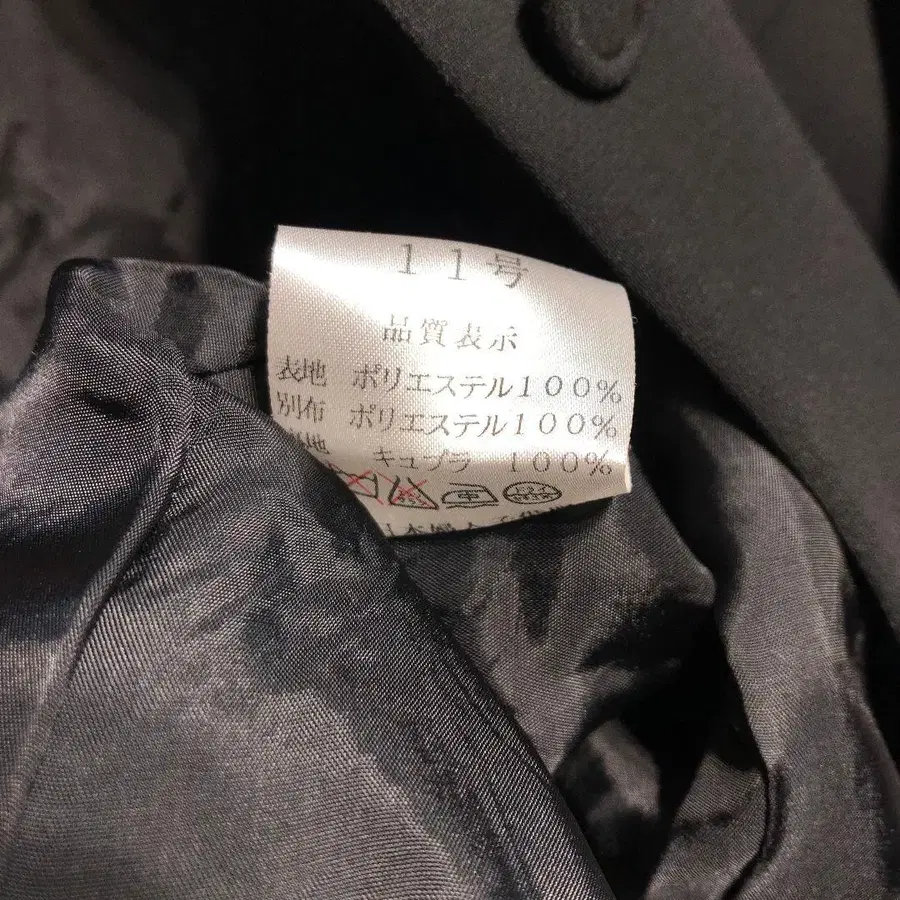 11号
品質表示
表地 ポリエステル100%
別布 ポリエステル100%
キュプラ 100%